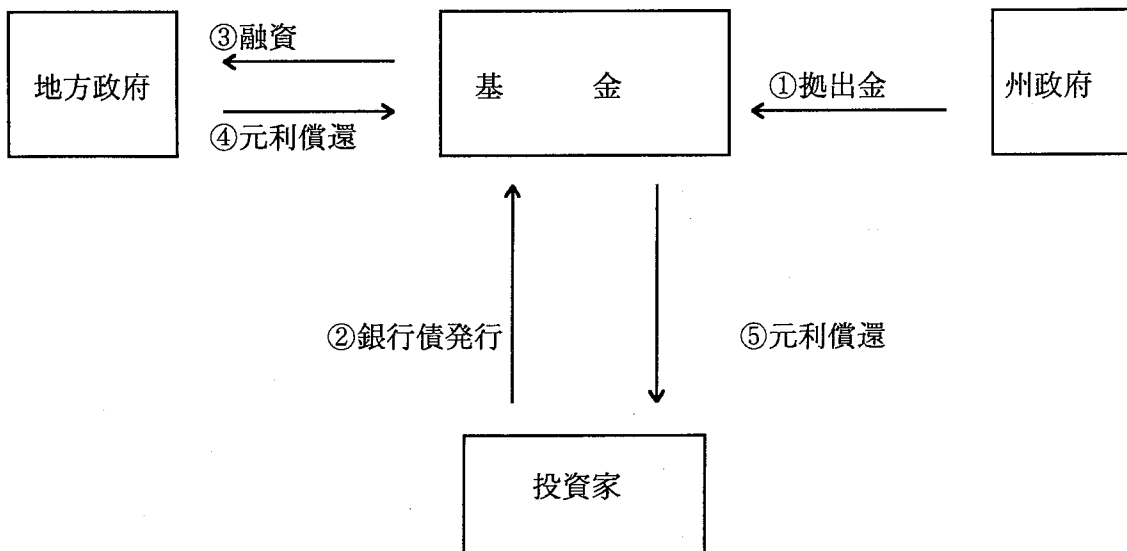 ③融資
地方政府
④元利償還
基　　金
①拠出金
州政府
②銀行債発行
⑤元利償還
投資家